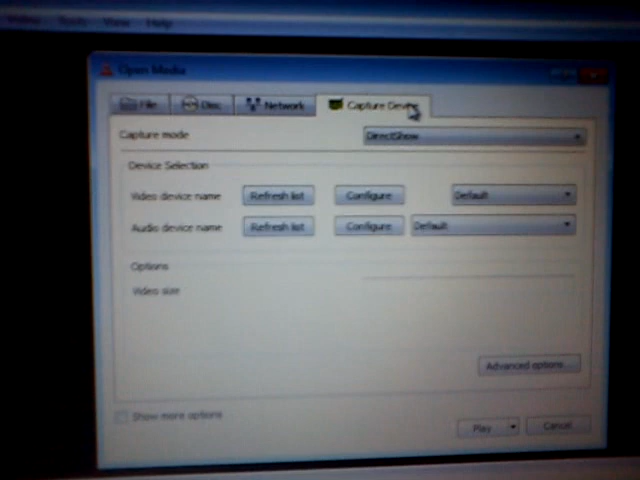 Video Tools View Help
Open Media
File Disc Network Capture Device
Capture mode DirectShow
Device Selection
Video device name Refresh list Configure Default
Audio device name Refresh list Configure Default
Options
Video size
Advanced options...
Show more options
Play Cancel